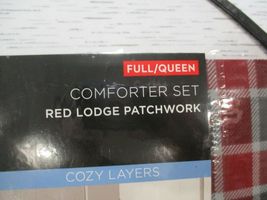 FULL/QUEEN
COMFORTER SET
RED LODGE PATCHWORK
COZY LAYERS